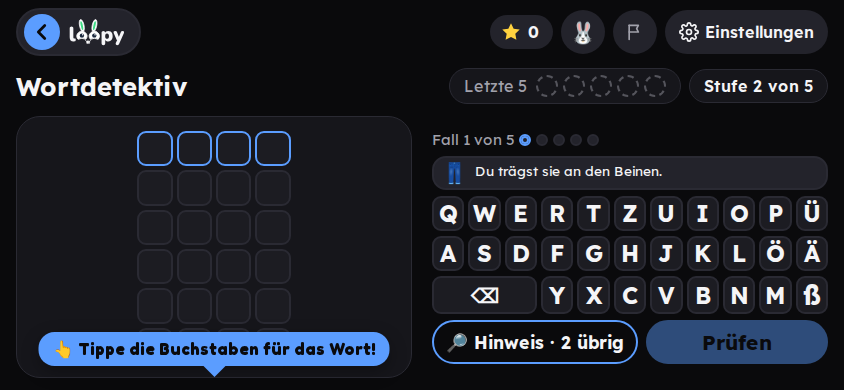 loopy
0
Einstellungen
Wortdetektiv
Letzte 5
Stufe 2 von 5
Fall 1 von 5
Du trägst sie an den Beinen.
Q W E R T Z U I O P Ü
A S D F G H J K L Ö Ä
⌫ Y X C V B N M ß
👆 Tippe die Buchstaben für das Wort!
🔎 Hinweis · 2 übrig
Prüfen